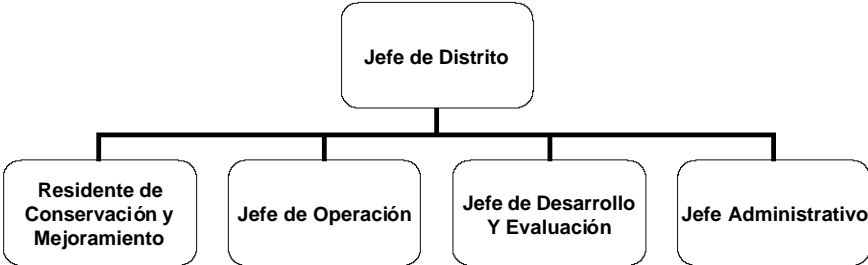 Jefe de Distrito
Residente de
Conservación y
Mejoramiento
Jefe de Operación
Jefe de Desarrollo
Y Evaluación
Jefe Administrativo